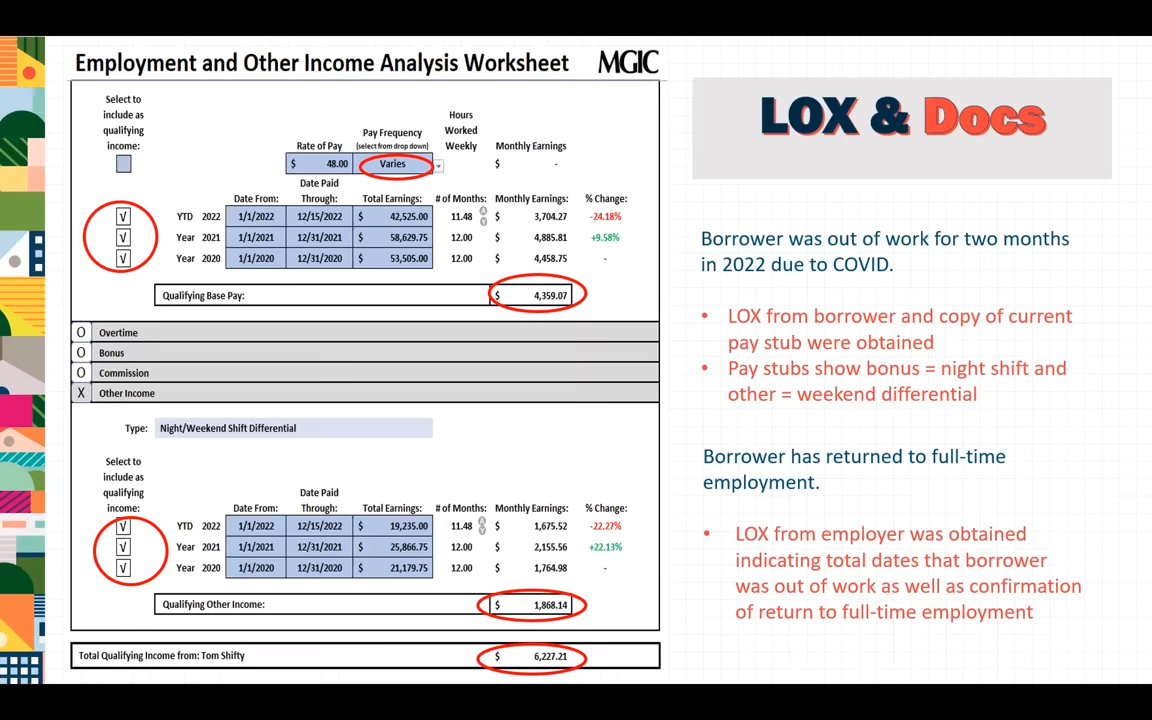 Employment and Other Income Analysis Worksheet MGIC
Select to
include as
qualifying
income:
Hours
Worked
Weekly
Pay Frequency
(select from drop down)
Rate of Pay
Monthly Earnings
$ 48.00 Varies $ -
Date Paid
Date From: Through: Total Earnings: # of Months: Monthly Earnings: % Change:
√ YTD 2022 1/1/2022 12/15/2022 $ 42,525.00 11.48 $ 3,704.27 -24.18%
√ Year 2021 1/1/2021 12/31/2021 $ 58,629.75 12.00 $ 4,885.81 +9.58%
√ Year 2020 1/1/2020 12/31/2020 $ 53,505.00 12.00 $ 4,458.75 -
Qualifying Base Pay: $ 4,359.07
O Overtime
O Bonus
O Commission
X Other Income
Type: Night/Weekend Shift Differential
Select to
include as
qualifying
income:
Date Paid
Date From: Through: Total Earnings: # of Months: Monthly Earnings: % Change:
√ YTD 2022 1/1/2022 12/15/2022 $ 19,235.00 11.48 $ 1,675.52 -22.27%
√ Year 2021 1/1/2021 12/31/2021 $ 25,866.75 12.00 $ 2,155.56 +22.13%
√ Year 2020 1/1/2020 12/31/2020 $ 21,179.75 12.00 $ 1,764.98 -
Qualifying Other Income: $ 1,868.14
Total Qualifying Income from: Tom Shifty $ 6,227.21
LOX & Docs
Borrower was out of work for two months
in 2022 due to COVID.
• LOX from borrower and copy of current
pay stub were obtained
• Pay stubs show bonus = night shift and
other = weekend differential
Borrower has returned to full-time
employment.
• LOX from employer was obtained
indicating total dates that borrower
was out of work as well as confirmation
of return to full-time employment